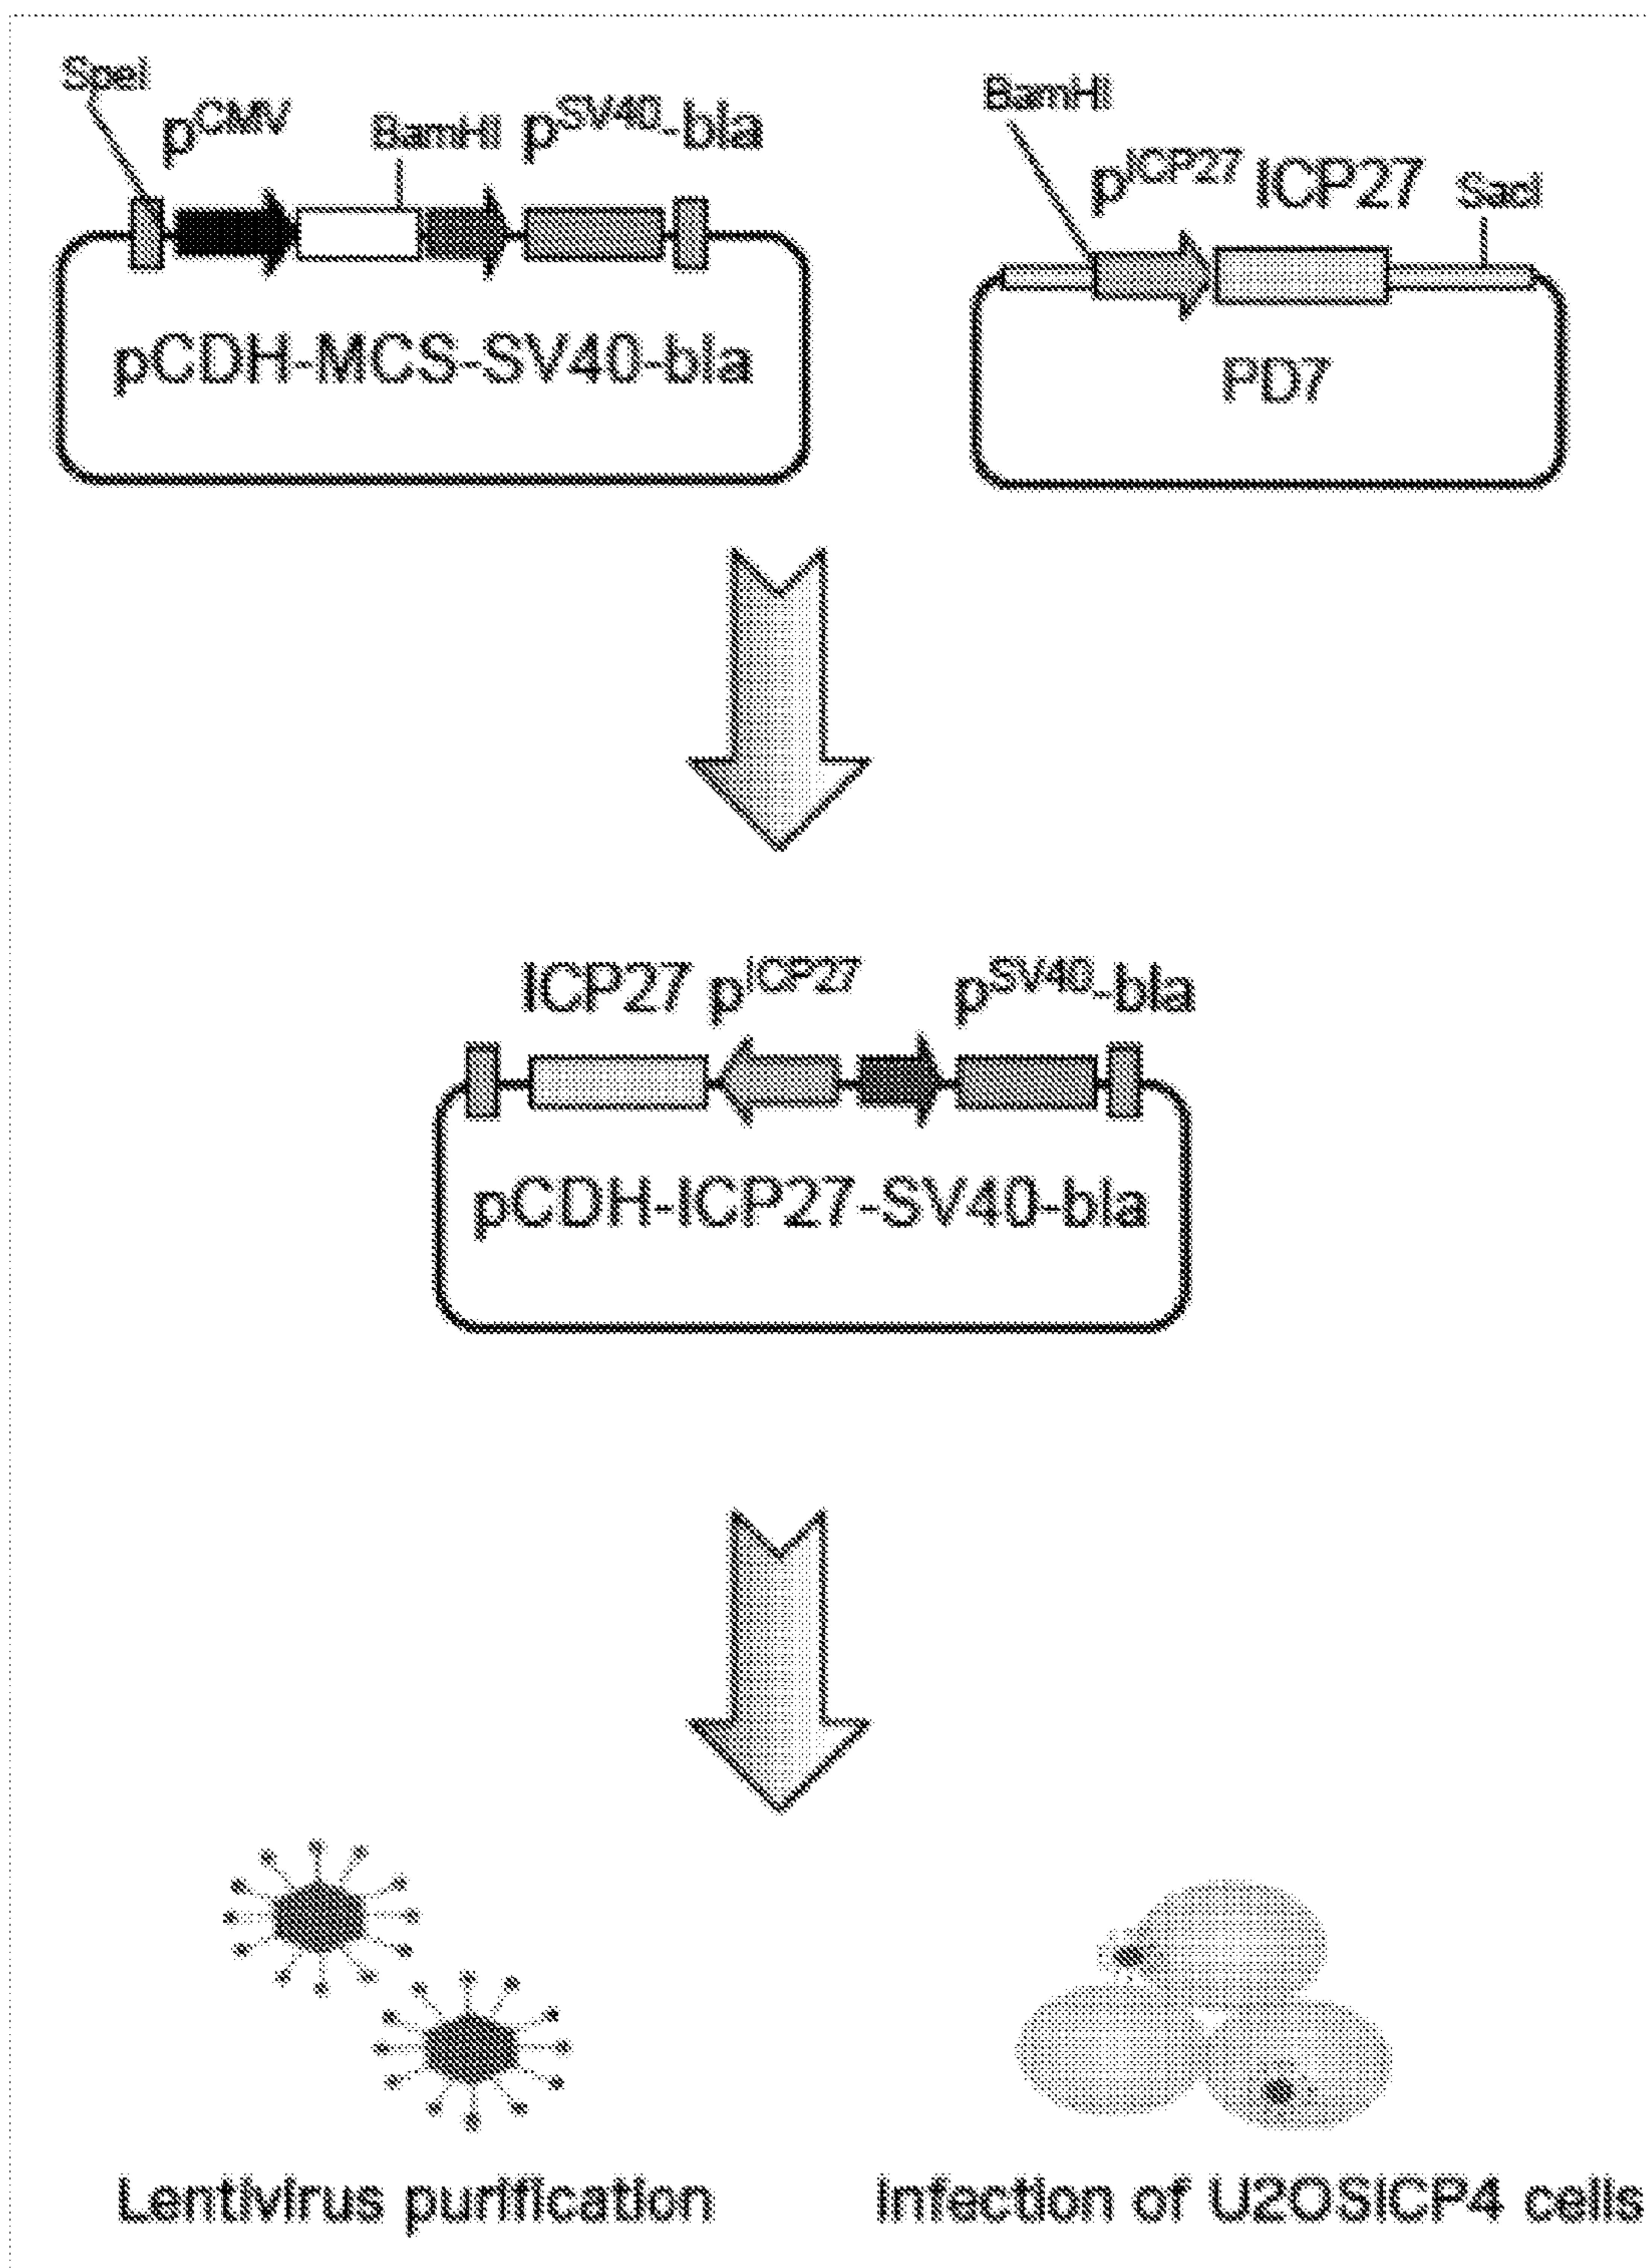 SpeI
pCMV
BamHI
pSV40-bla
pCDH-MCS-SV40-bla
BamHI
pICP27
ICP27
SacI
PD7
ICP27 pICP27
pSV40-bla
pCDH-ICP27-SV40-bla
Lentivirus purification
Infection of U2OSICP4 cells